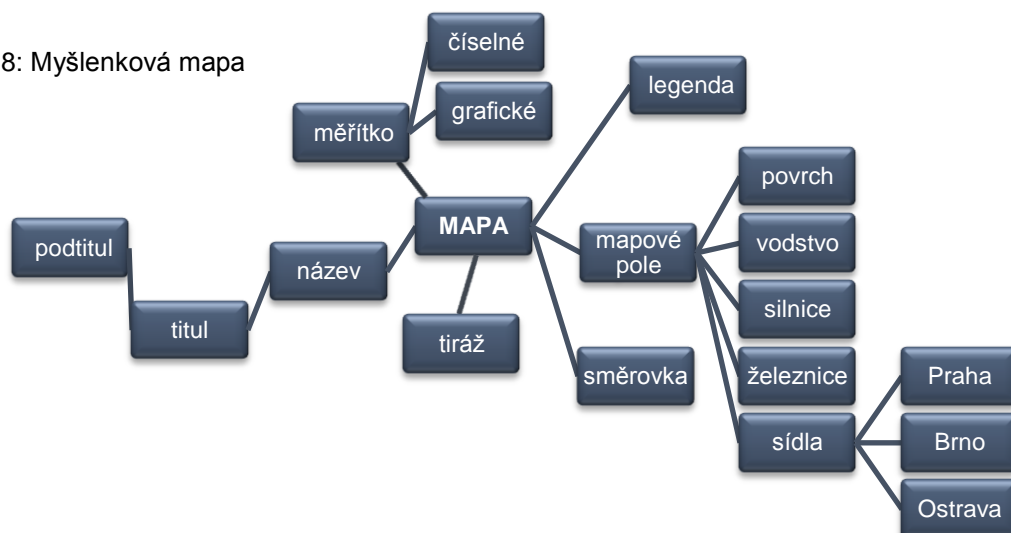 8: Myšlenková mapa
číselné
grafické
měřítko
legenda
MAPA
povrch
podtitul
název
mapové
pole
vodstvo
titul
tiráž
silnice
směrovka
železnice
Praha
sídla
Brno
Ostrava